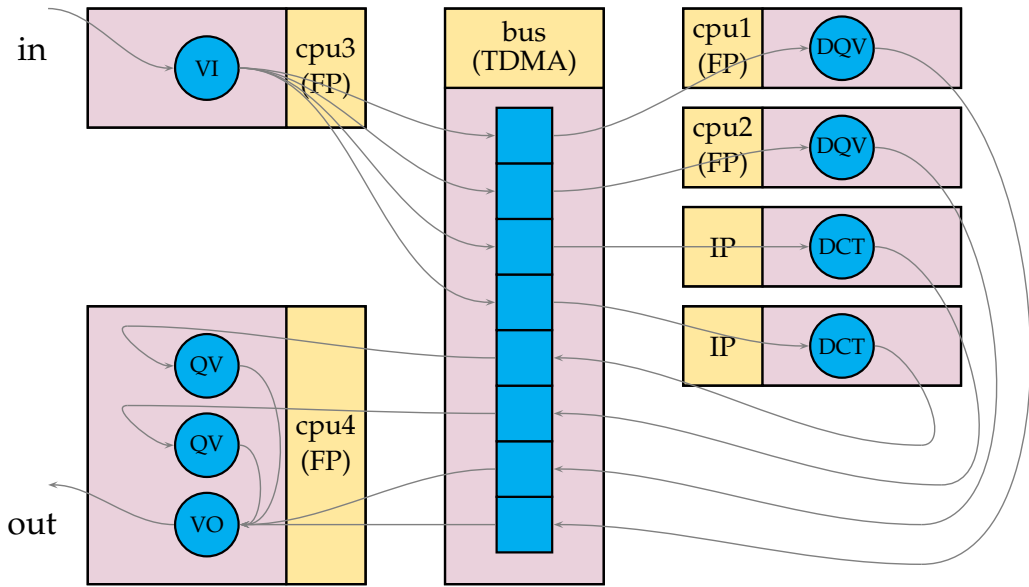 in
VI
cpu3
(FP)
bus
(TDMA)
cpu1
(FP)
DQV
cpu2
(FP)
DQV
IP
DCT
IP
DCT
QV
QV
VO
cpu4
(FP)
out